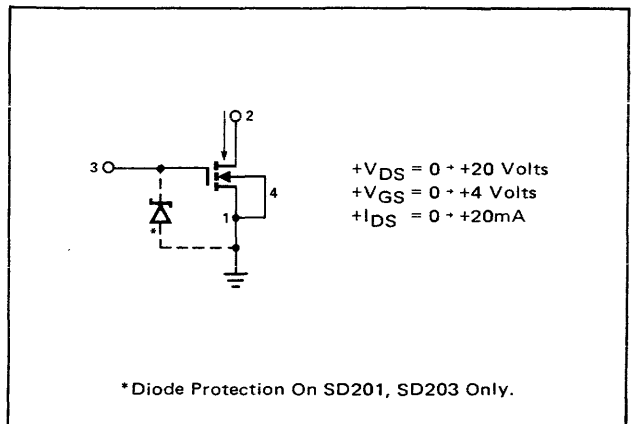 2
3
4
1
+VDS = 0 → +20 Volts
+VGS = 0 → +4 Volts
+IDS = 0 → +20mA
*
*Diode Protection On SD201, SD203 Only.